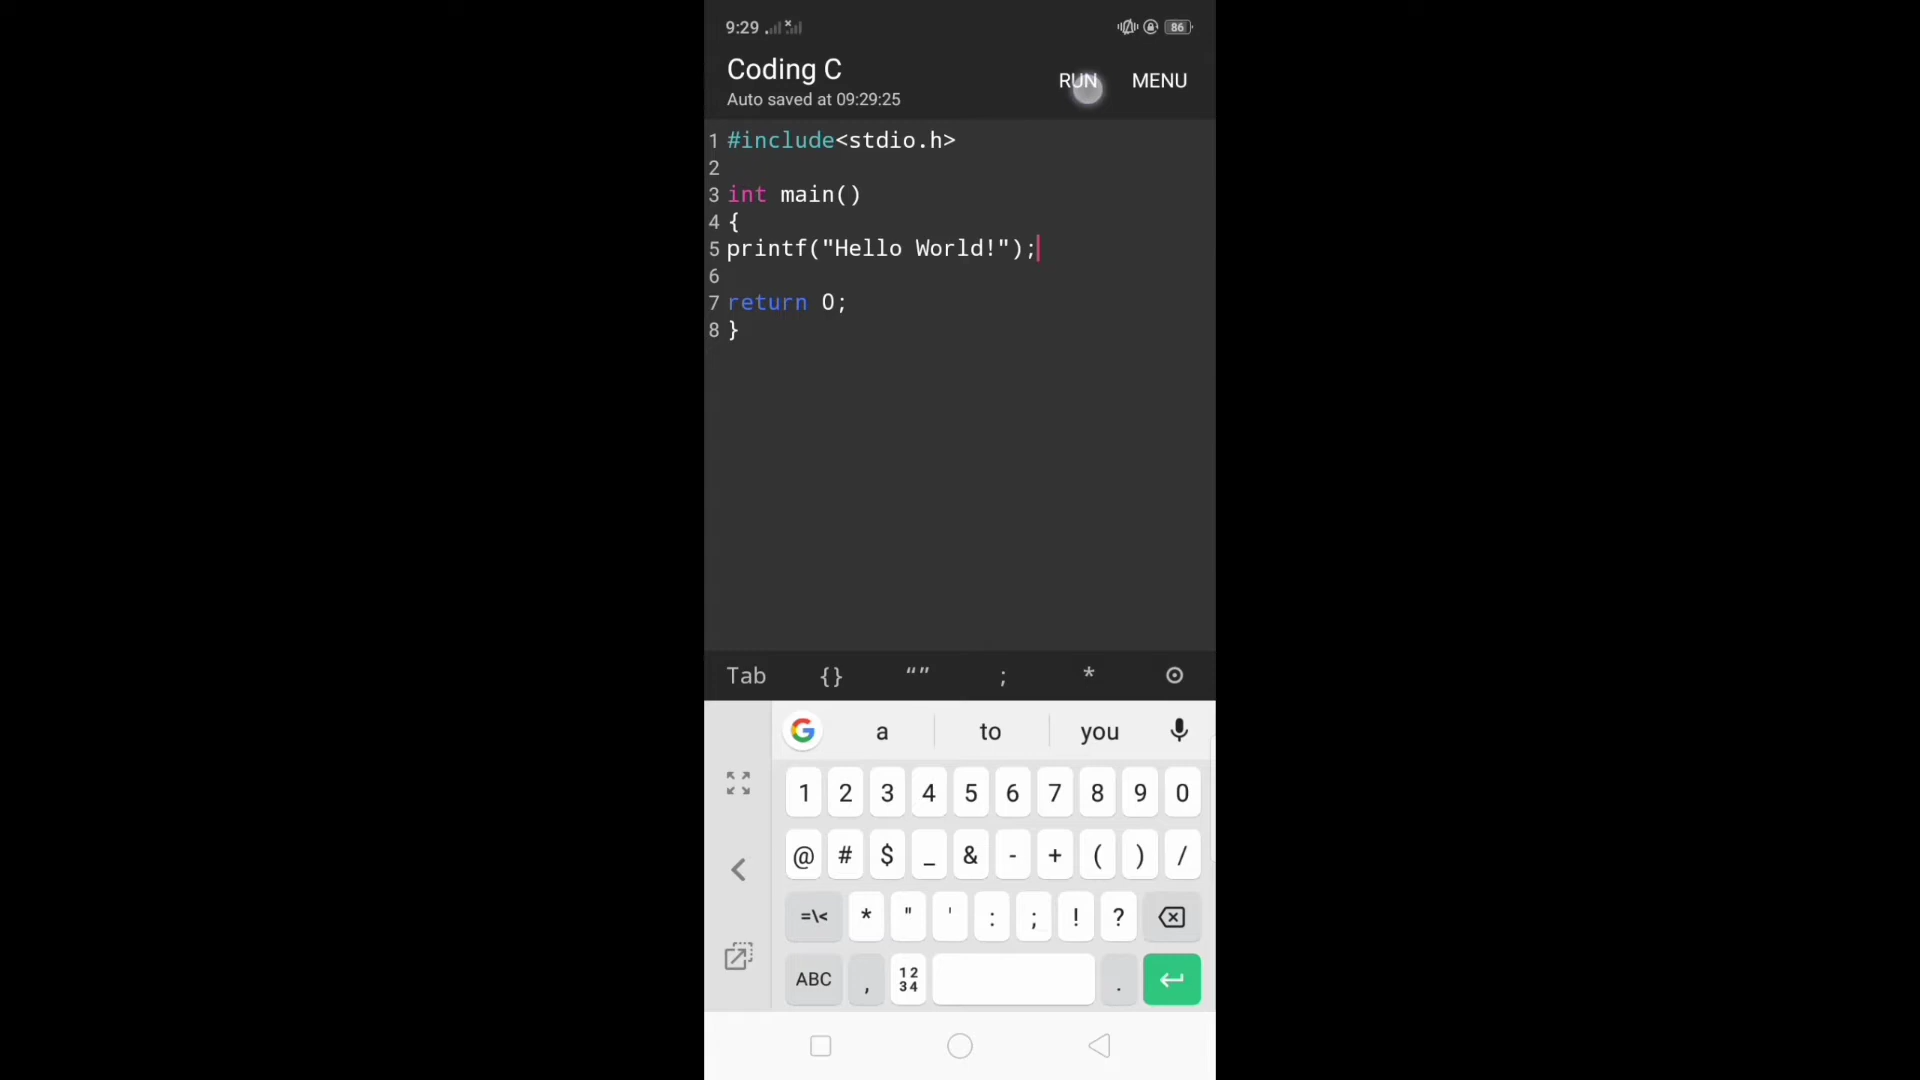 9:29
86
Coding C
RUN
MENU
Auto saved at 09:29:25
1 #include<stdio.h>
2
3 int main()
4 {
5 printf("Hello World!");
6
7 return 0;
8 }
Tab {} “” ; * 
G a to you
1 2 3 4 5 6 7 8 9 0
@ # $ _ & - + ( ) /
=\< * " ' : ; ! ?
ABC , 12 34 .